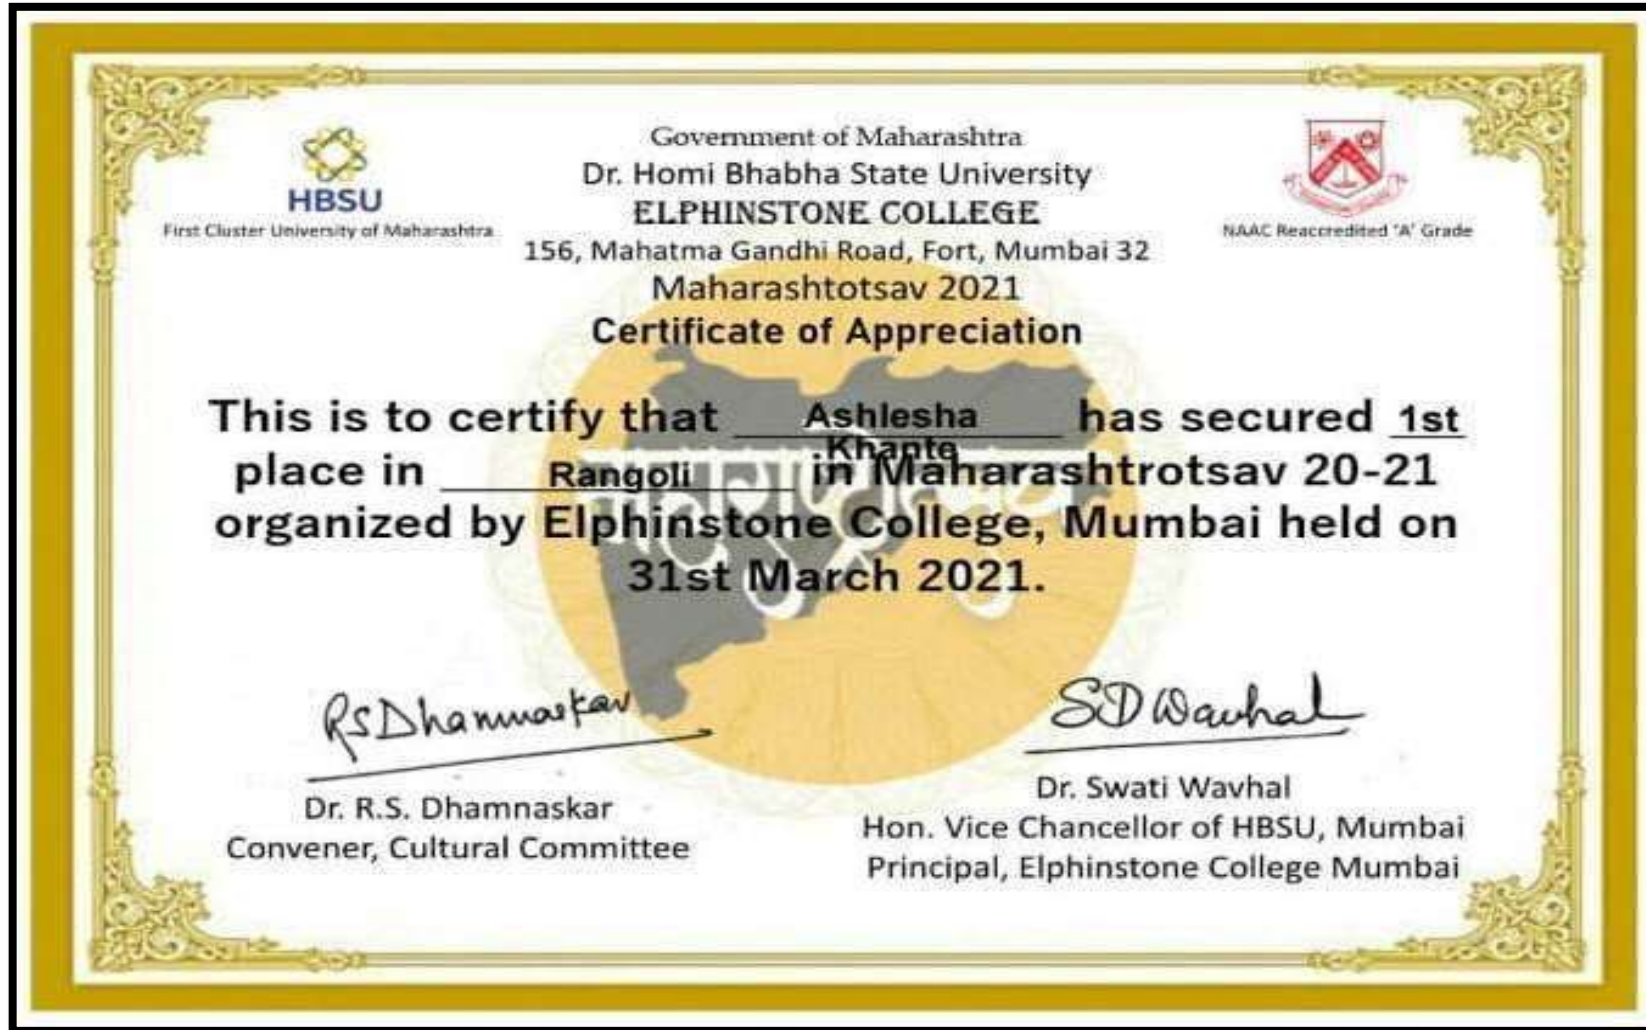 HBSU
First Cluster University of Maharashtra
Government of Maharashtra
Dr. Homi Bhabha State University
ELPHINSTONE COLLEGE
156, Mahatma Gandhi Road, Fort, Mumbai 32
NAAC Reaccredited 'A' Grade
Maharashtotsav 2021
Certificate of Appreciation
This is to certify that Ashlesha Khante has secured 1st
place in Rangoli in Maharashtrotsav 20-21
organized by Elphinstone College, Mumbai held on
31st March 2021.
RSDhamnaskar
SDWavhal
Dr. R.S. Dhamnaskar
Convener, Cultural Committee
Dr. Swati Wavhal
Hon. Vice Chancellor of HBSU, Mumbai
Principal, Elphinstone College Mumbai